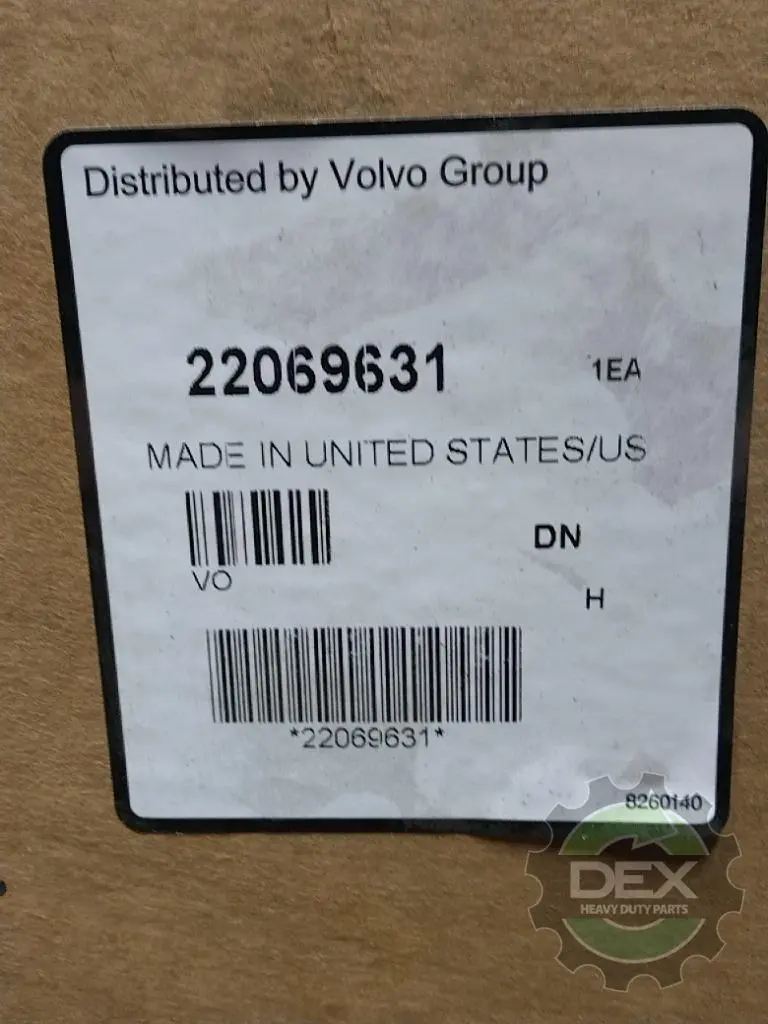 Distributed by Volvo Group
22069631 1EA
MADE IN UNITED STATES/US
DN
VO
H
*22069631*
8260140
DEX
HEAVY DUTY PARTS